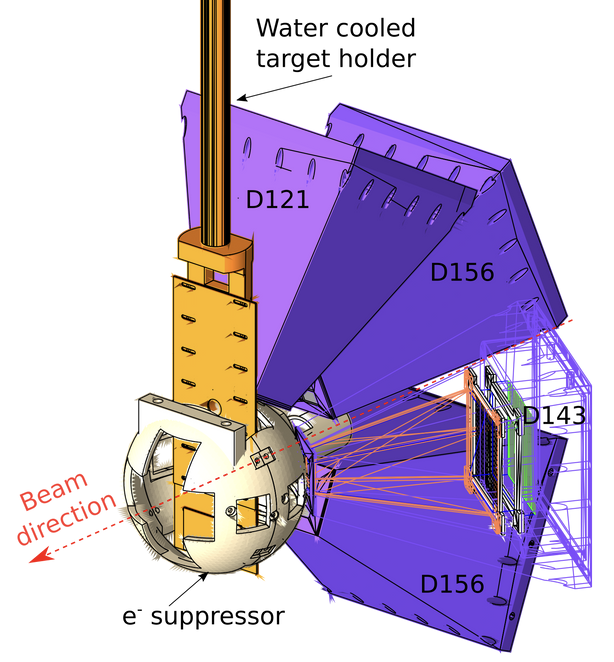 Water cooled
target holder
D121
D156
D143
Beam
direction
D156
e⁻ suppressor